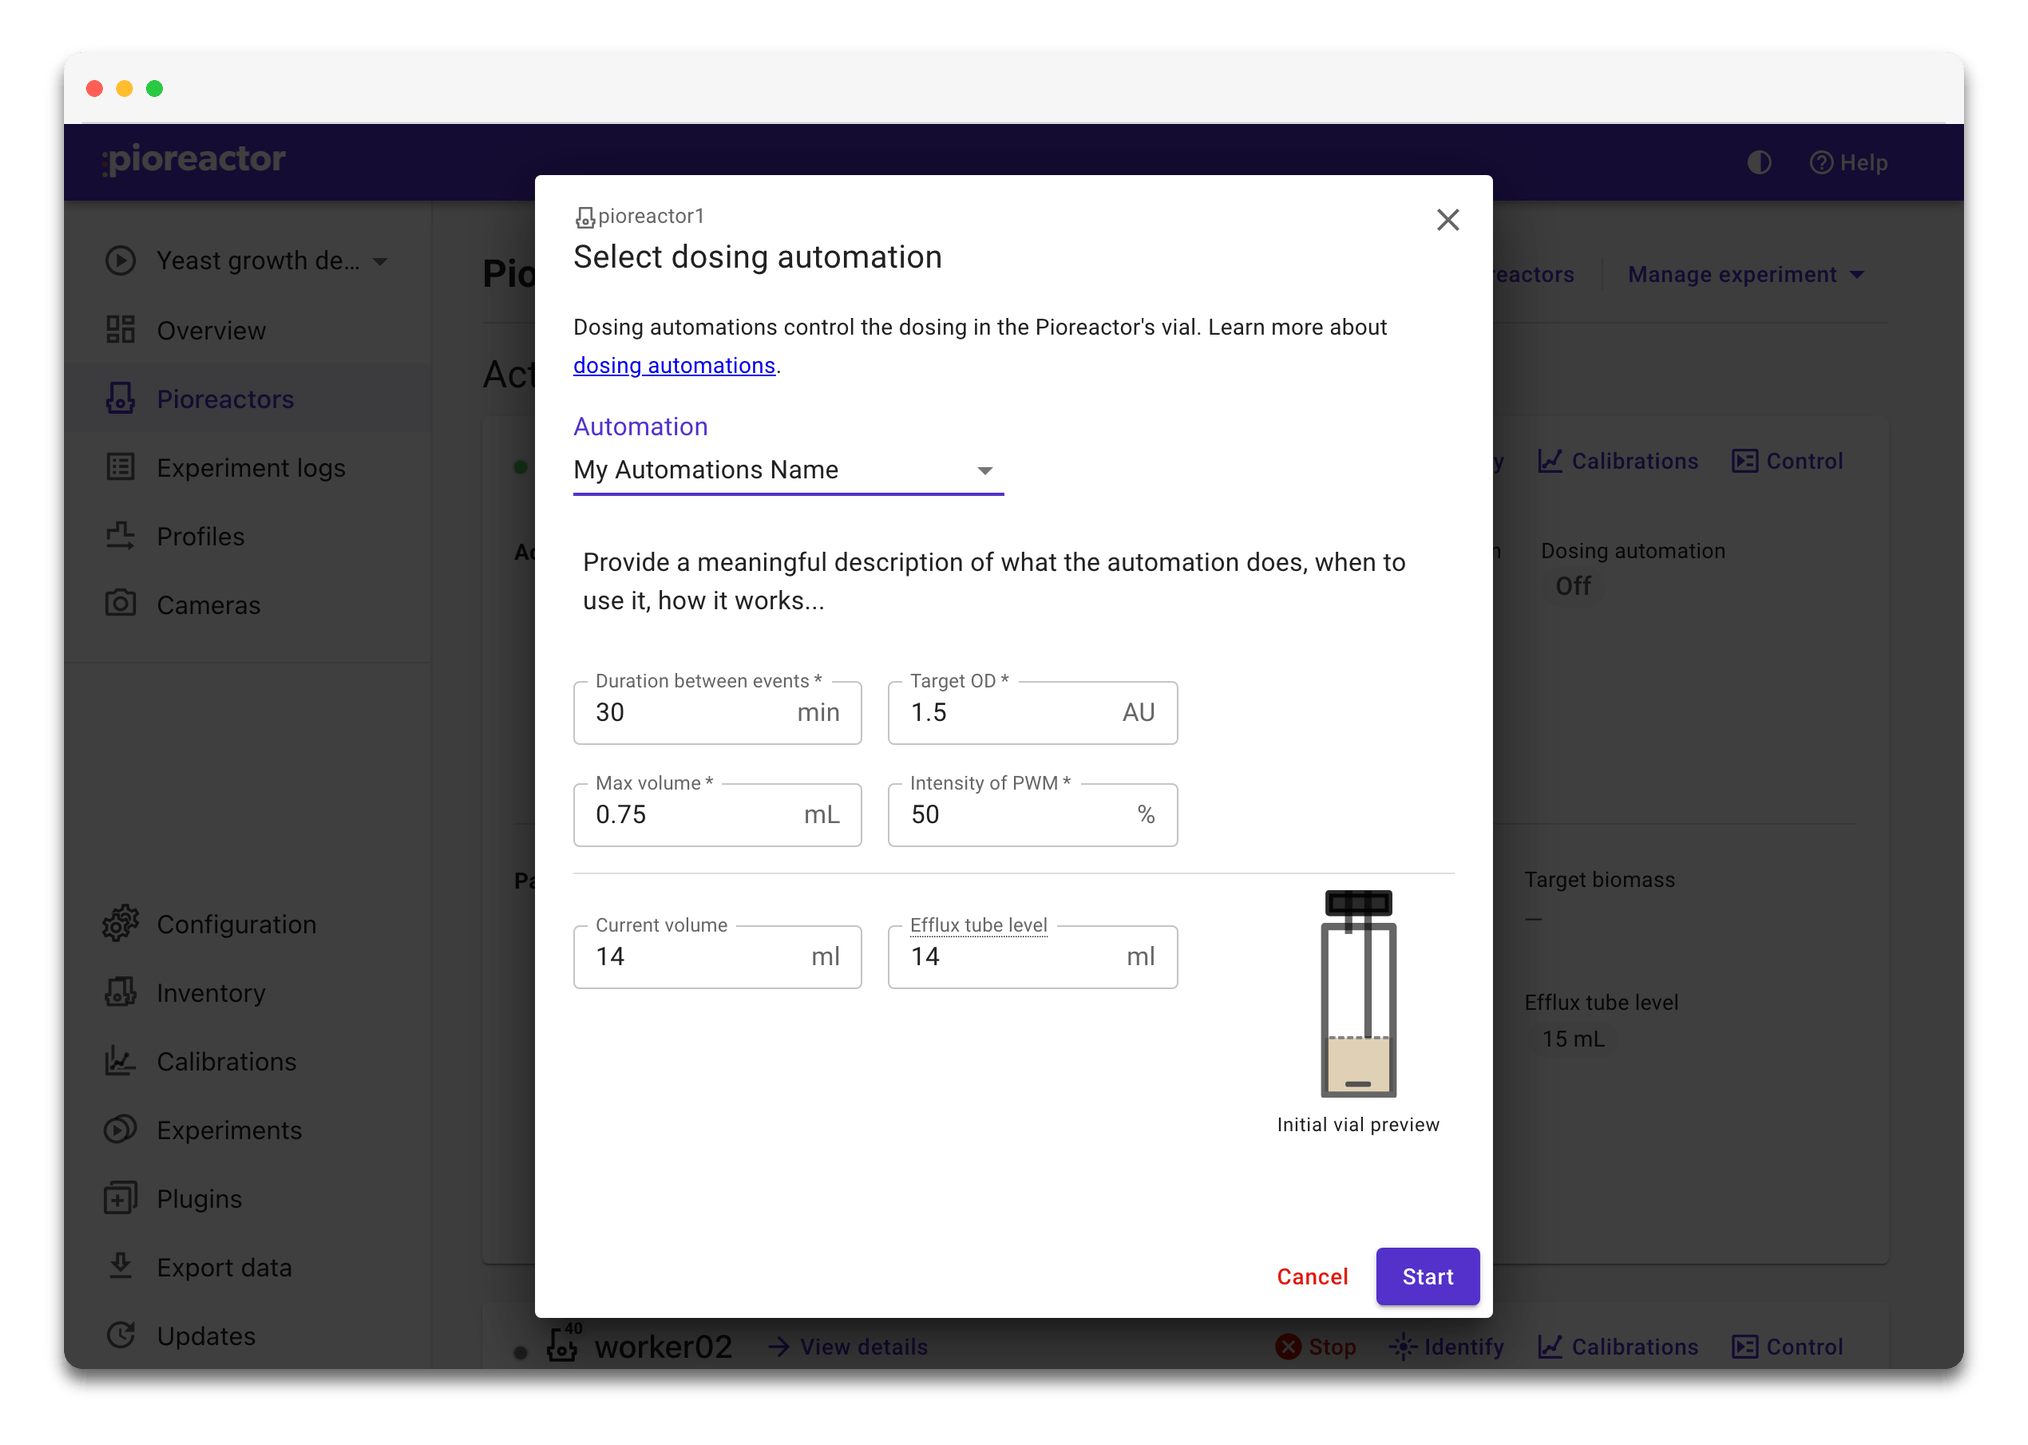 pioreactor
Help
Yeast growth de...
Overview
Pioreactors
Experiment logs
Profiles
Cameras
Configuration
Inventory
Calibrations
Experiments
Plugins
Export data
Updates
pioreactor1
Select dosing automation
Dosing automations control the dosing in the Pioreactor's vial. Learn more about
dosing automations.
Automation
My Automations Name
Provide a meaningful description of what the automation does, when to
use it, how it works...
Duration between events *
30 min
Target OD *
1.5 AU
Max volume *
0.75 mL
Intensity of PWM *
50 %
Current volume
14 ml
Efflux tube level
14 ml
Initial vial preview
Cancel
Start
Manage experiment
Calibrations
Control
Dosing automation
Off
Target biomass
—
Efflux tube level
15 mL
40
worker02
View details
Stop
Identify
Calibrations
Control